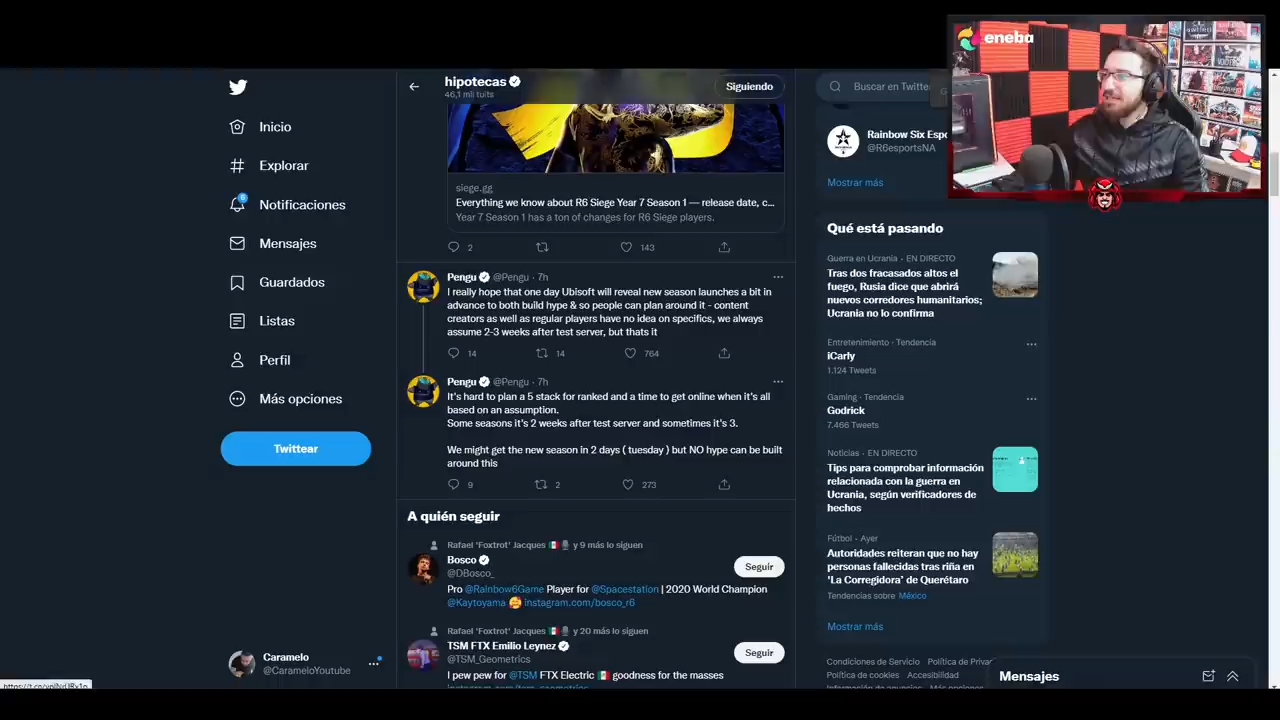 eneba
hipotecas
46,1 mil tuits
Siguiendo
Buscar en Twitte
Inicio
Explorar
Notificaciones
Mensajes
Guardados
Listas
Perfil
Más opciones
Twittear
Caramelo
@CarameloYoutube
siege.gg
Everything we know about R6 Siege Year 7 Season 1 — release date, c...
Year 7 Season 1 has a ton of changes for R6 Siege players.
2
143
Pengu @Pengu · 7h
I really hope that one day Ubisoft will reveal new season launches a bit in
advance to both build hype & so people can plan around it - content
creators as well as regular players have no idea on specifics, we always
assume 2-3 weeks after test server, but thats it
14
14
764
Pengu @Pengu · 7h
It's hard to plan a 5 stack for ranked and a time to get online when it's all
based on an assumption.
Some seasons it's 2 weeks after test server and sometimes it's 3.
We might get the new season in 2 days ( tuesday ) but NO hype can be built
around this
9
2
273
A quién seguir
Rafael 'Foxtrot' Jacques y 9 más lo siguen
Bosco
@DBosco_
Seguir
Pro @Rainbow6Game Player for @Spacestation | 2020 World Champion
@Kaytoyama instagram.com/bosco_r6
Rafael 'Foxtrot' Jacques y 20 más lo siguen
TSM FTX Emilio Leynez
@TSM_Geometrics
Seguir
I pew pew for @TSM FTX Electric goodness for the masses
Rainbow Six Espo
@R6esportsNA
Mostrar más
Qué está pasando
Guerra en Ucrania · EN DIRECTO
Tras dos fracasados altos el
fuego, Rusia dice que abrirá
nuevos corredores humanitarios;
Ucrania no lo confirma
Entretenimiento · Tendencia
iCarly
1.124 Tweets
Gaming · Tendencia
Godrick
7.466 Tweets
Noticias · EN DIRECTO
Tips para comprobar información
relacionada con la guerra en
Ucrania, según verificadores de
hechos
Fútbol · Ayer
Autoridades reiteran que no hay
personas fallecidas tras riña en
'La Corregidora' de Querétaro
Tendencias sobre México
Mostrar más
Condiciones de Servicio Política de Privac
Política de cookies Accesibilidad
Mensajes